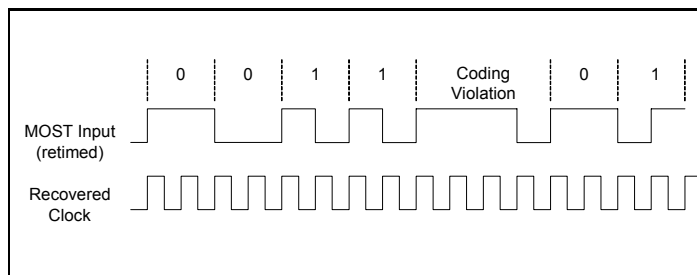 0 0 1 1 Coding 0 1
Violation
MOST Input
(retimed)
Recovered
Clock